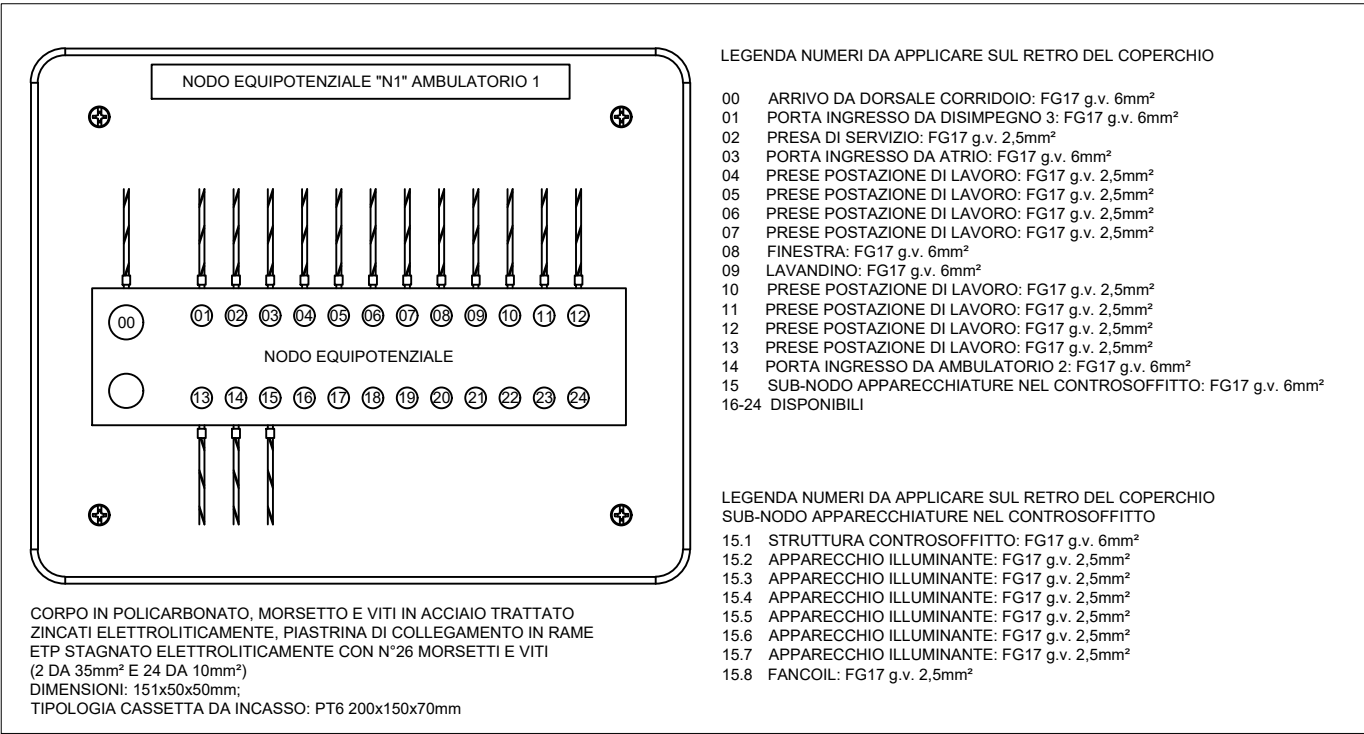 NODO EQUIPOTENZIALE "N1" AMBULATORIO 1
00
01 02 03 04 05 06 07 08 09 10 11 12
NODO EQUIPOTENZIALE
13 14 15 16 17 18 19 20 21 22 23 24
CORPO IN POLICARBONATO, MORSETTO E VITI IN ACCIAIO TRATTATO
ZINCATI ELETTROLITICAMENTE, PIASTRINA DI COLLEGAMENTO IN RAME
ETP STAGNATO ELETTROLITICAMENTE CON N°26 MORSETTI E VITI
(2 DA 35mm² E 24 DA 10mm²)
DIMENSIONI: 151x50x50mm;
TIPOLOGIA CASSETTA DA INCASSO: PT6 200x150x70mm
LEGENDA NUMERI DA APPLICARE SUL RETRO DEL COPERCHIO
00 ARRIVO DA DORSALE CORRIDOIO: FG17 g.v. 6mm²
01 PORTA INGRESSO DA DISIMPEGNO 3: FG17 g.v. 6mm²
02 PRESA DI SERVIZIO: FG17 g.v. 2,5mm²
03 PORTA INGRESSO DA ATRIO: FG17 g.v. 6mm²
04 PRESE POSTAZIONE DI LAVORO: FG17 g.v. 2,5mm²
05 PRESE POSTAZIONE DI LAVORO: FG17 g.v. 2,5mm²
06 PRESE POSTAZIONE DI LAVORO: FG17 g.v. 2,5mm²
07 PRESE POSTAZIONE DI LAVORO: FG17 g.v. 2,5mm²
08 FINESTRA: FG17 g.v. 6mm²
09 LAVANDINO: FG17 g.v. 6mm²
10 PRESE POSTAZIONE DI LAVORO: FG17 g.v. 2,5mm²
11 PRESE POSTAZIONE DI LAVORO: FG17 g.v. 2,5mm²
12 PRESE POSTAZIONE DI LAVORO: FG17 g.v. 2,5mm²
13 PRESE POSTAZIONE DI LAVORO: FG17 g.v. 2,5mm²
14 PORTA INGRESSO DA AMBULATORIO 2: FG17 g.v. 6mm²
15 SUB-NODO APPARECCHIATURE NEL CONTROSOFFITTO: FG17 g.v. 6mm²
16-24 DISPONIBILI
LEGENDA NUMERI DA APPLICARE SUL RETRO DEL COPERCHIO
SUB-NODO APPARECCHIATURE NEL CONTROSOFFITTO
15.1 STRUTTURA CONTROSOFFITTO: FG17 g.v. 6mm²
15.2 APPARECCHIO ILLUMINANTE: FG17 g.v. 2,5mm²
15.3 APPARECCHIO ILLUMINANTE: FG17 g.v. 2,5mm²
15.4 APPARECCHIO ILLUMINANTE: FG17 g.v. 2,5mm²
15.5 APPARECCHIO ILLUMINANTE: FG17 g.v. 2,5mm²
15.6 APPARECCHIO ILLUMINANTE: FG17 g.v. 2,5mm²
15.7 APPARECCHIO ILLUMINANTE: FG17 g.v. 2,5mm²
15.8 FANCOIL: FG17 g.v. 2,5mm²